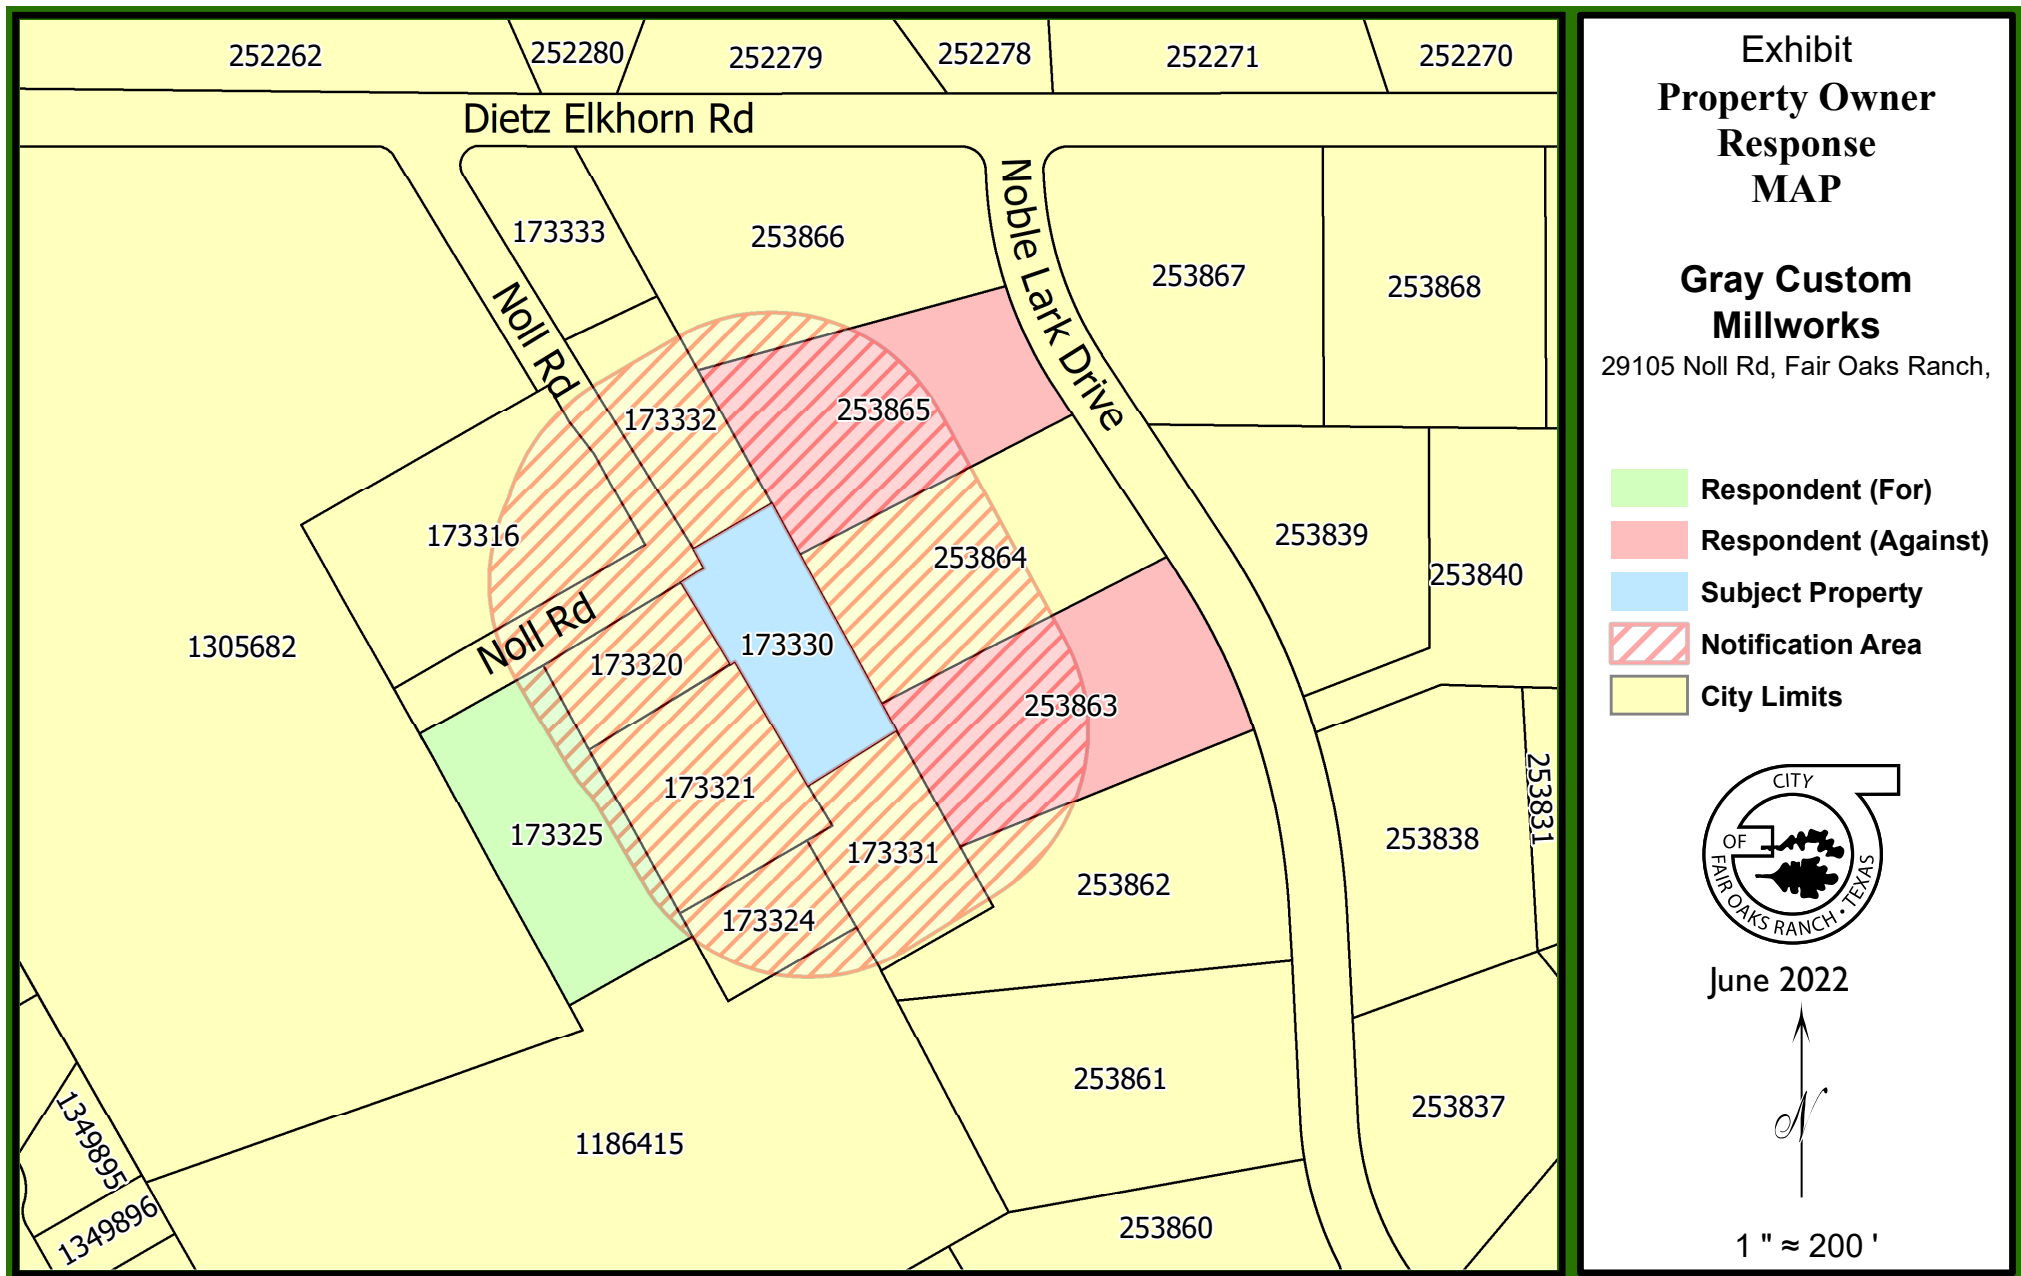 252262
252280
252279
252278
252271
252270
Dietz Elkhorn Rd
173333
253866
Noble Lark Drive
253867
253868
Noll Rd
173332
253865
173316
253864
253839
253840
1305682
Noll Rd
173320
173330
253863
173321
173325
173331
253838
253831
253862
173324
253861
253837
1349895
1186415
1349896
253860
Exhibit
Property Owner
Response
MAP
Gray Custom
Millworks
29105 Noll Rd, Fair Oaks Ranch,
Respondent (For)
Respondent (Against)
Subject Property
Notification Area
City Limits
CITY
OF
FAIR OAKS RANCH • TEXAS
June 2022
N
1 " ≈ 200 '